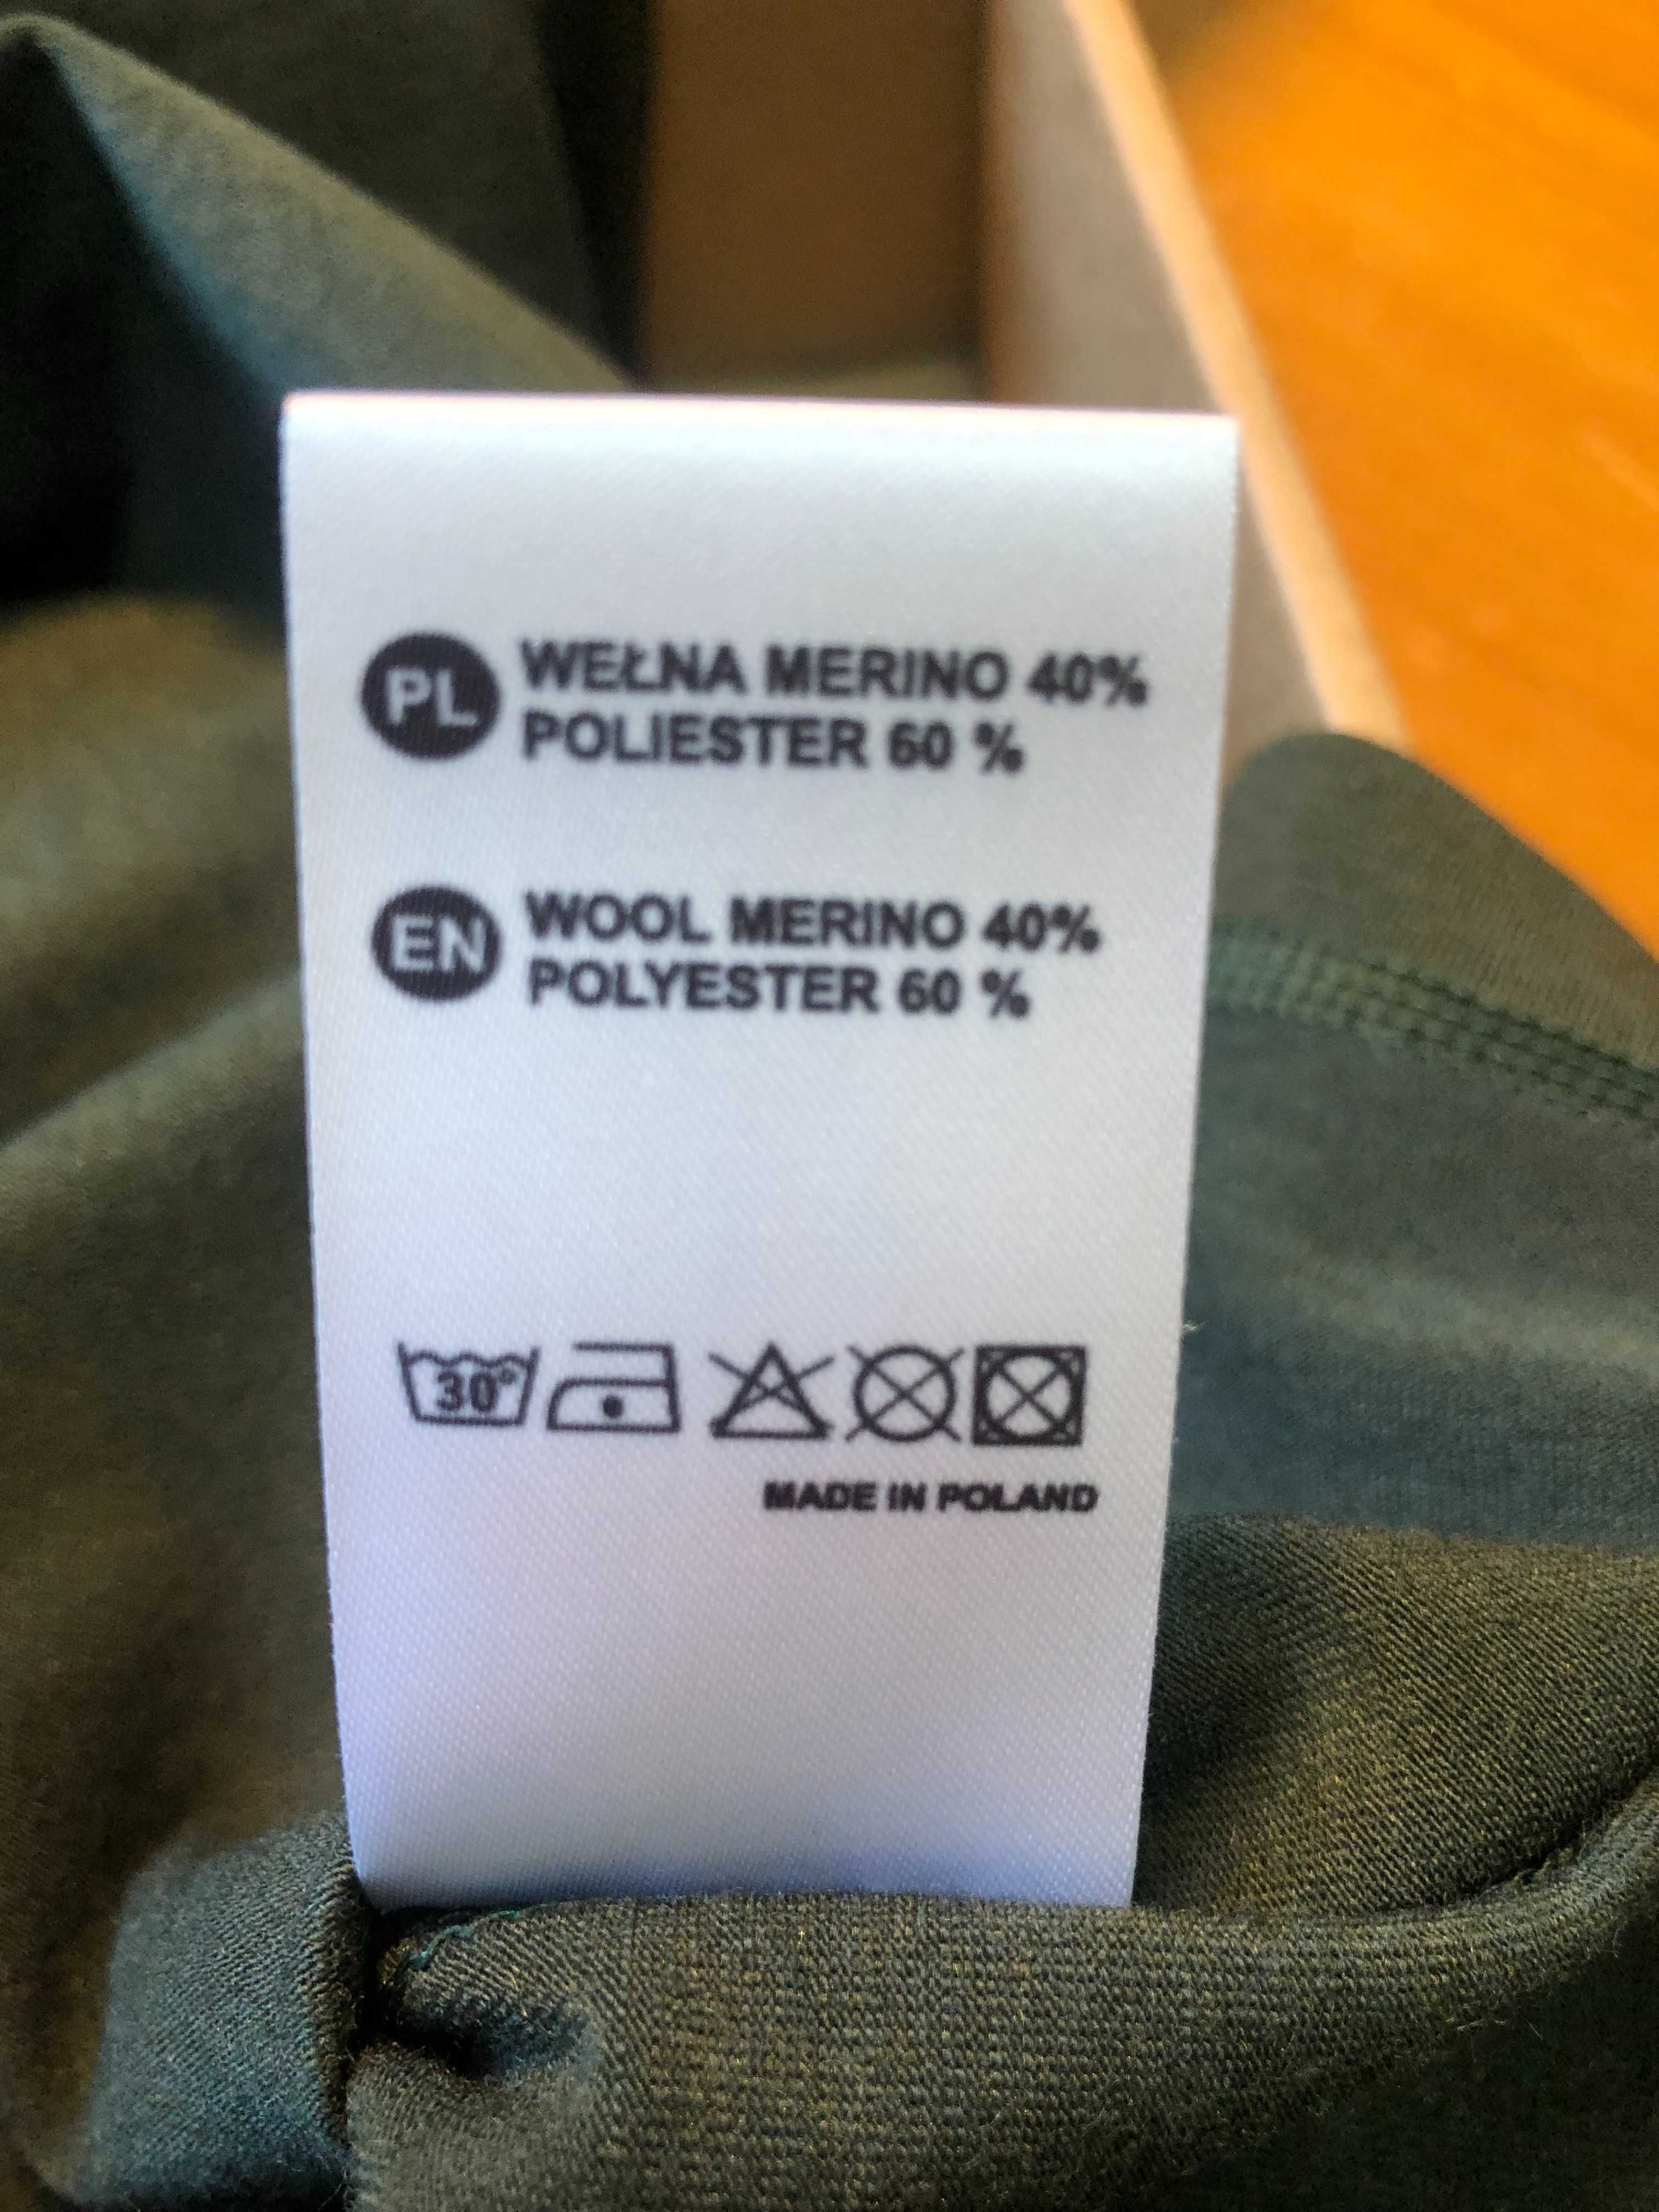 PL WEŁNA MERINO 40%
POLIESTER 60 %
EN WOOL MERINO 40%
POLYESTER 60 %
30°
MADE IN POLAND